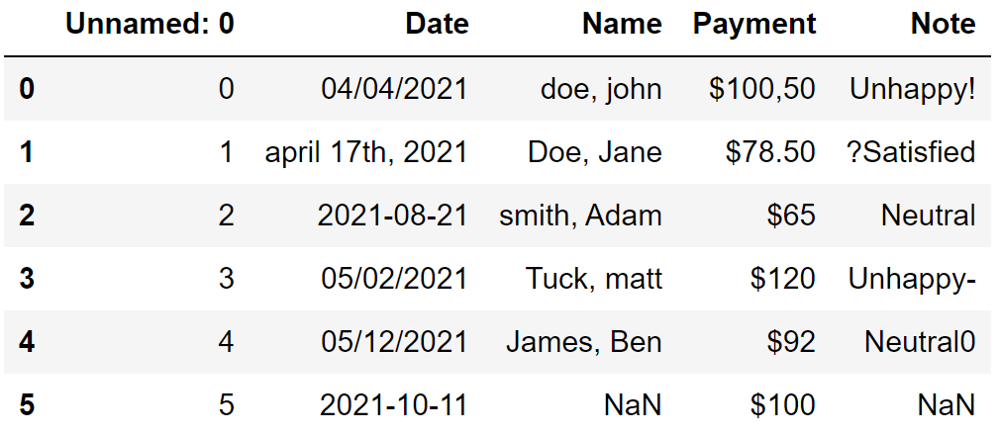 Unnamed: 0 Date Name Payment Note
0 0 04/04/2021 doe, john $100,50 Unhappy!
1 1 april 17th, 2021 Doe, Jane $78.50 ?Satisfied
2 2 2021-08-21 smith, Adam $65 Neutral
3 3 05/02/2021 Tuck, matt $120 Unhappy-
4 4 05/12/2021 James, Ben $92 Neutral0
5 5 2021-10-11 NaN $100 NaN